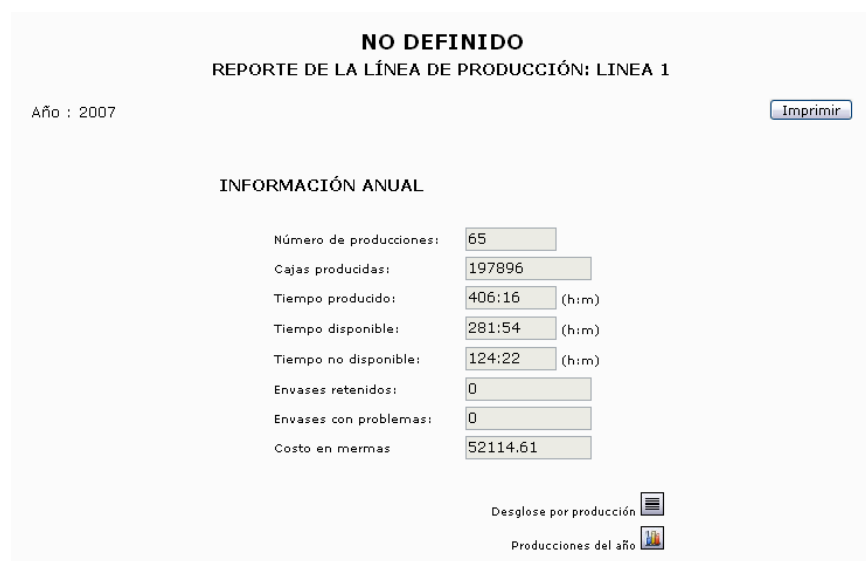 NO DEFINIDO
REPORTE DE LA LÍNEA DE PRODUCCIÓN: LINEA 1
Año : 2007
Imprimir
INFORMACIÓN ANUAL
Número de producciones: 65
Cajas producidas: 197896
Tiempo producido: 406:16 (h:m)
Tiempo disponible: 281:54 (h:m)
Tiempo no disponible: 124:22 (h:m)
Envases retenidos: 0
Envases con problemas: 0
Costo en mermas 52114.61
Desglose por producción
Producciones del año